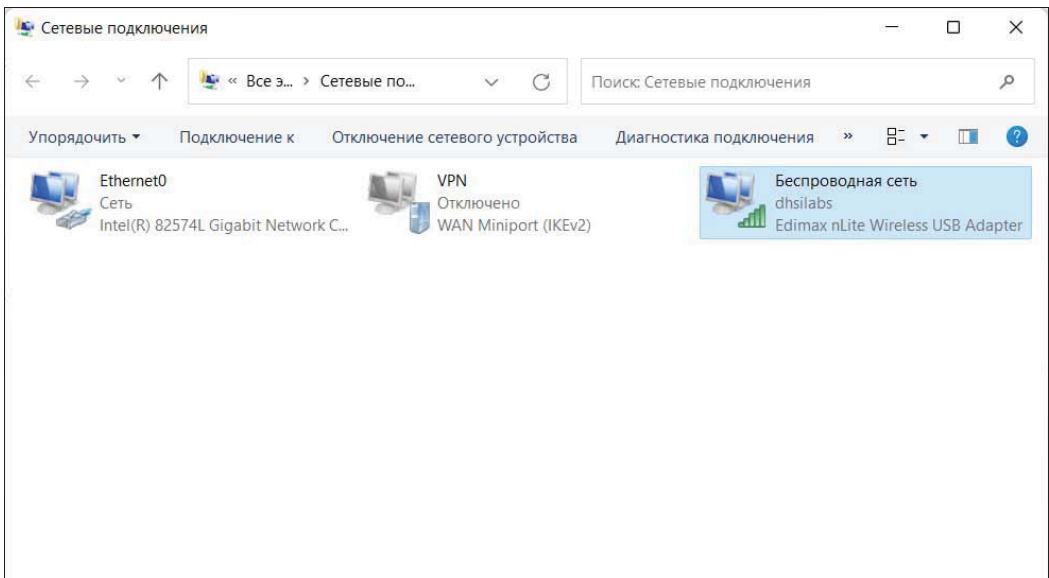 Сетевые подключения
« Все э... > Сетевые по...
Поиск: Сетевые подключения
Упорядочить
Подключение к
Отключение сетевого устройства
Диагностика подключения
»
?
Ethernet0
Сеть
Intel(R) 82574L Gigabit Network C...
VPN
Отключено
WAN Miniport (IKEv2)
Беспроводная сеть
dhsilabs
Edimax nLite Wireless USB Adapter